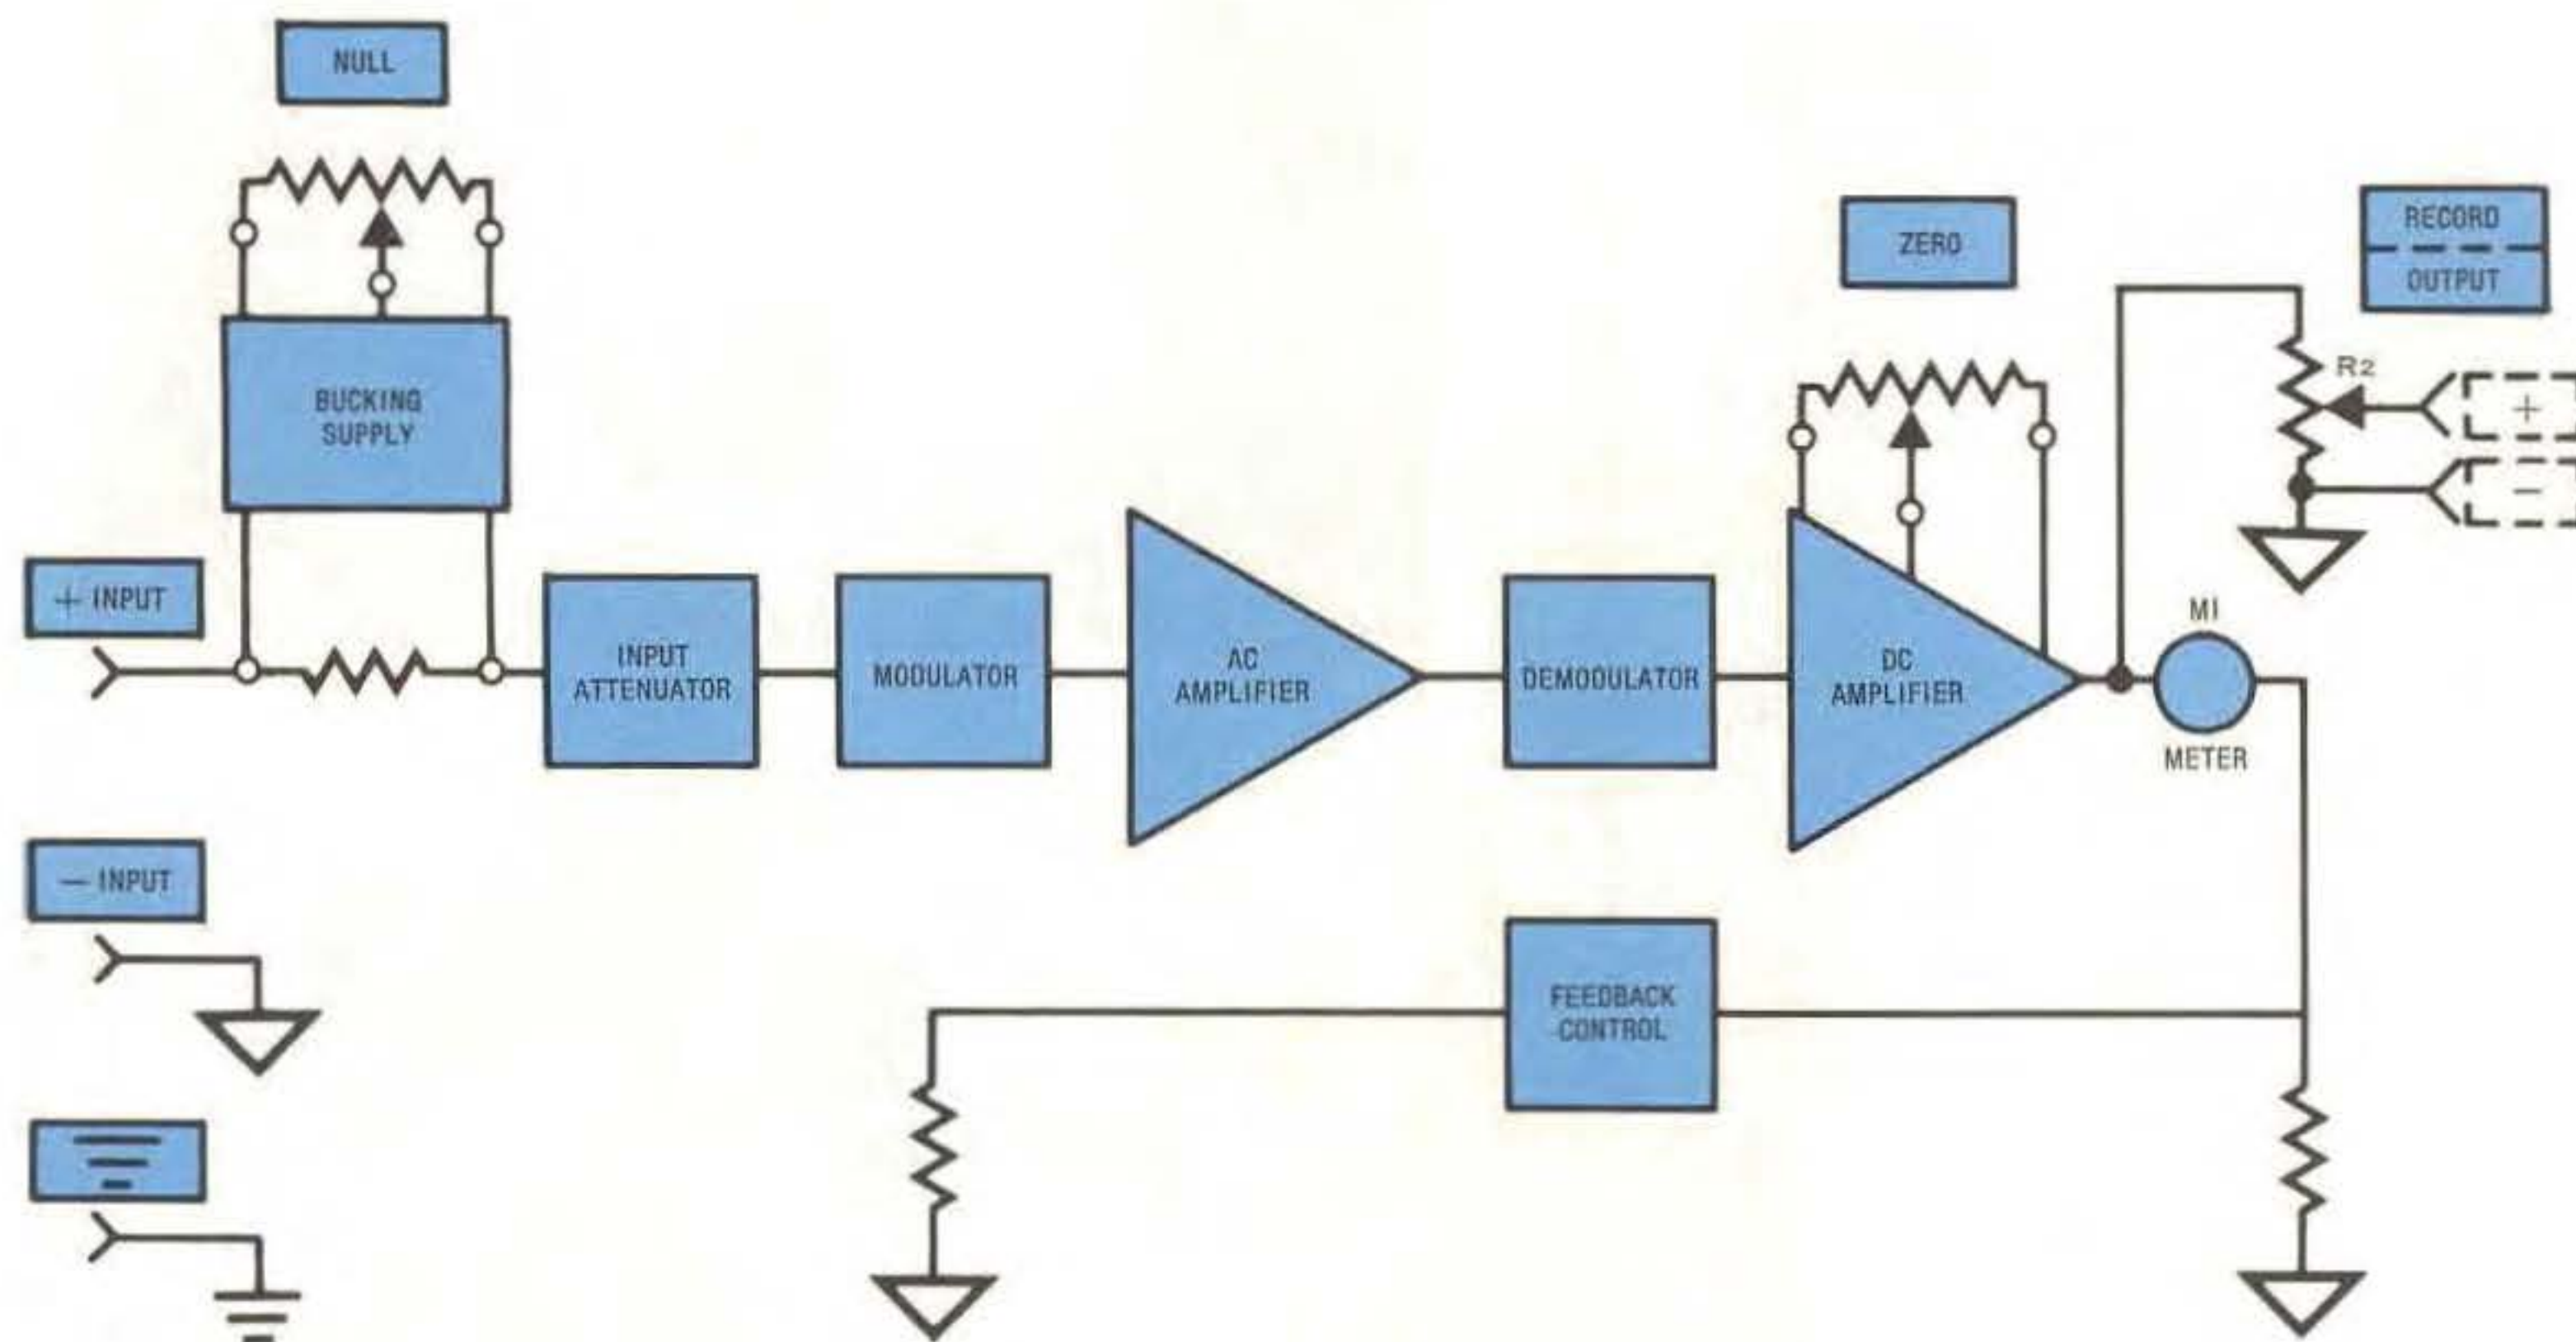 NULL
ZERO
RECORD
OUTPUT
R2
+
−
BUCKING
SUPPLY
+ INPUT
INPUT
ATTENUATOR
MODULATOR
AC
AMPLIFIER
DEMODULATOR
DC
AMPLIFIER
M1
METER
− INPUT
FEEDBACK
CONTROL